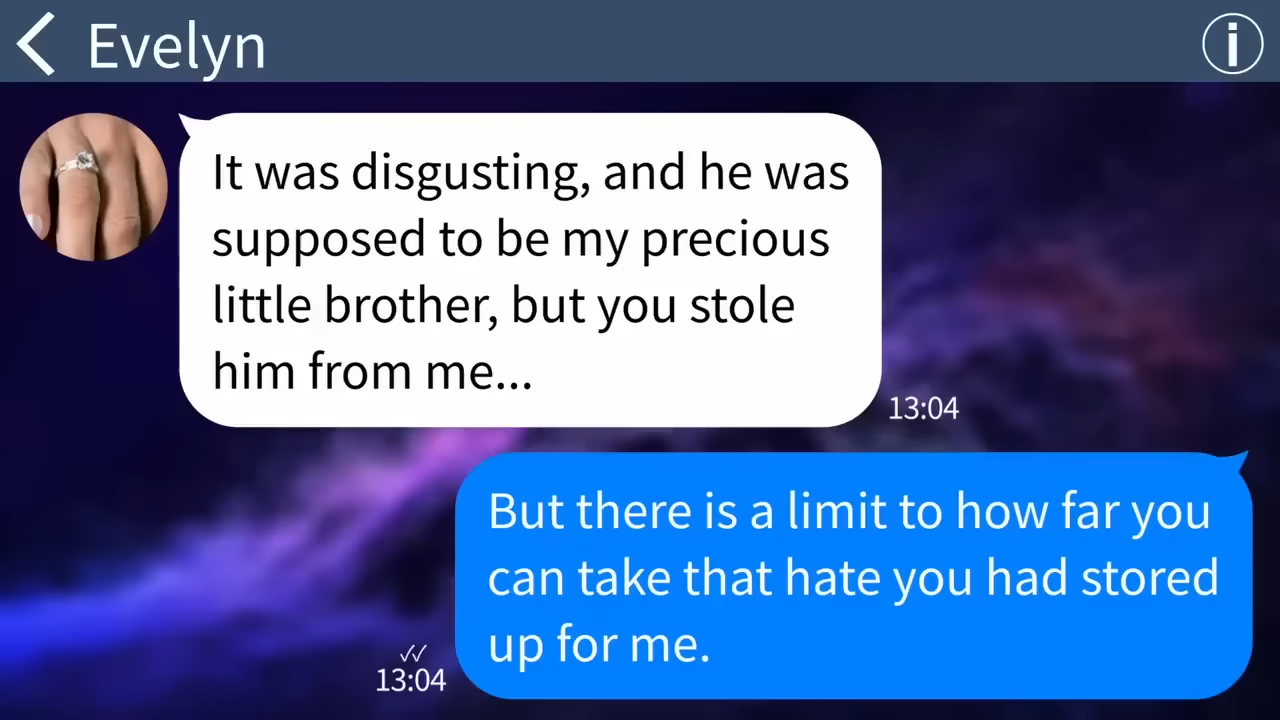 Evelyn
It was disgusting, and he was
supposed to be my precious
little brother, but you stole
him from me...
13:04
But there is a limit to how far you
can take that hate you had stored
up for me.
13:04